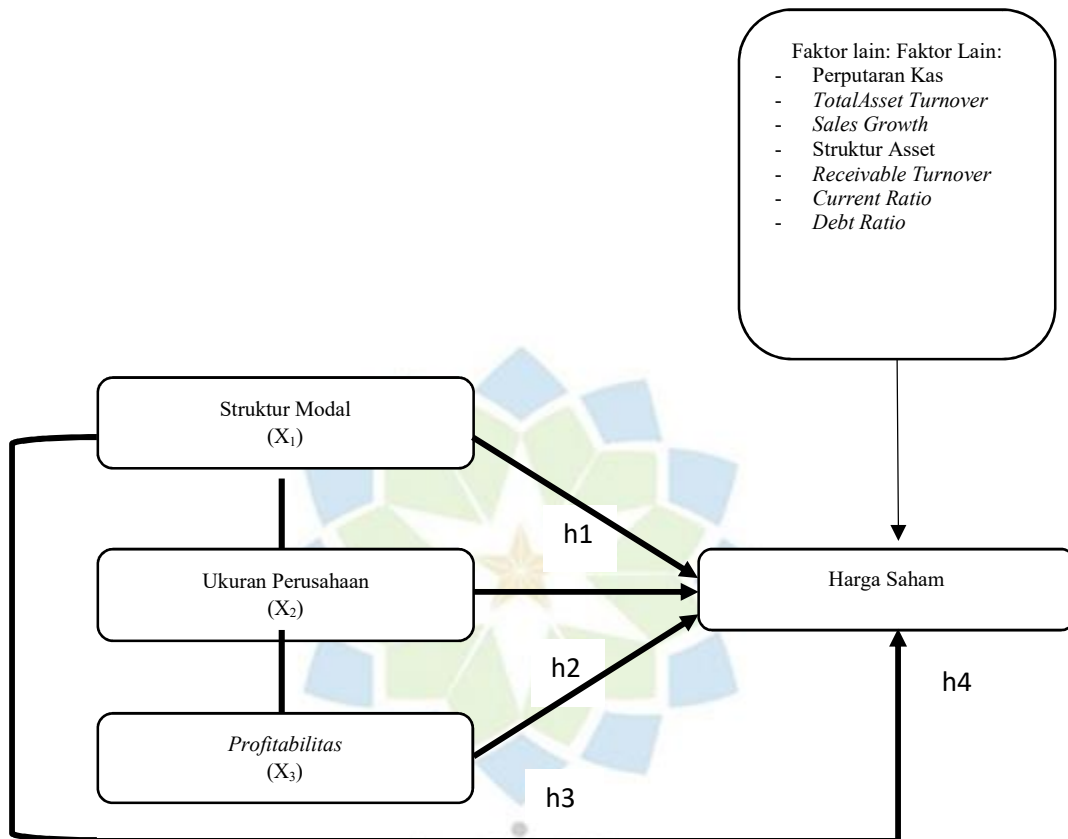 Faktor lain: Faktor Lain:
- Perputaran Kas
- TotalAsset Turnover
- Sales Growth
- Struktur Asset
- Receivable Turnover
- Current Ratio
- Debt Ratio
Struktur Modal
(X₁)
h1
Ukuran Perusahaan
(X₂)
Harga Saham
h2
h4
Profitabilitas
(X₃)
h3